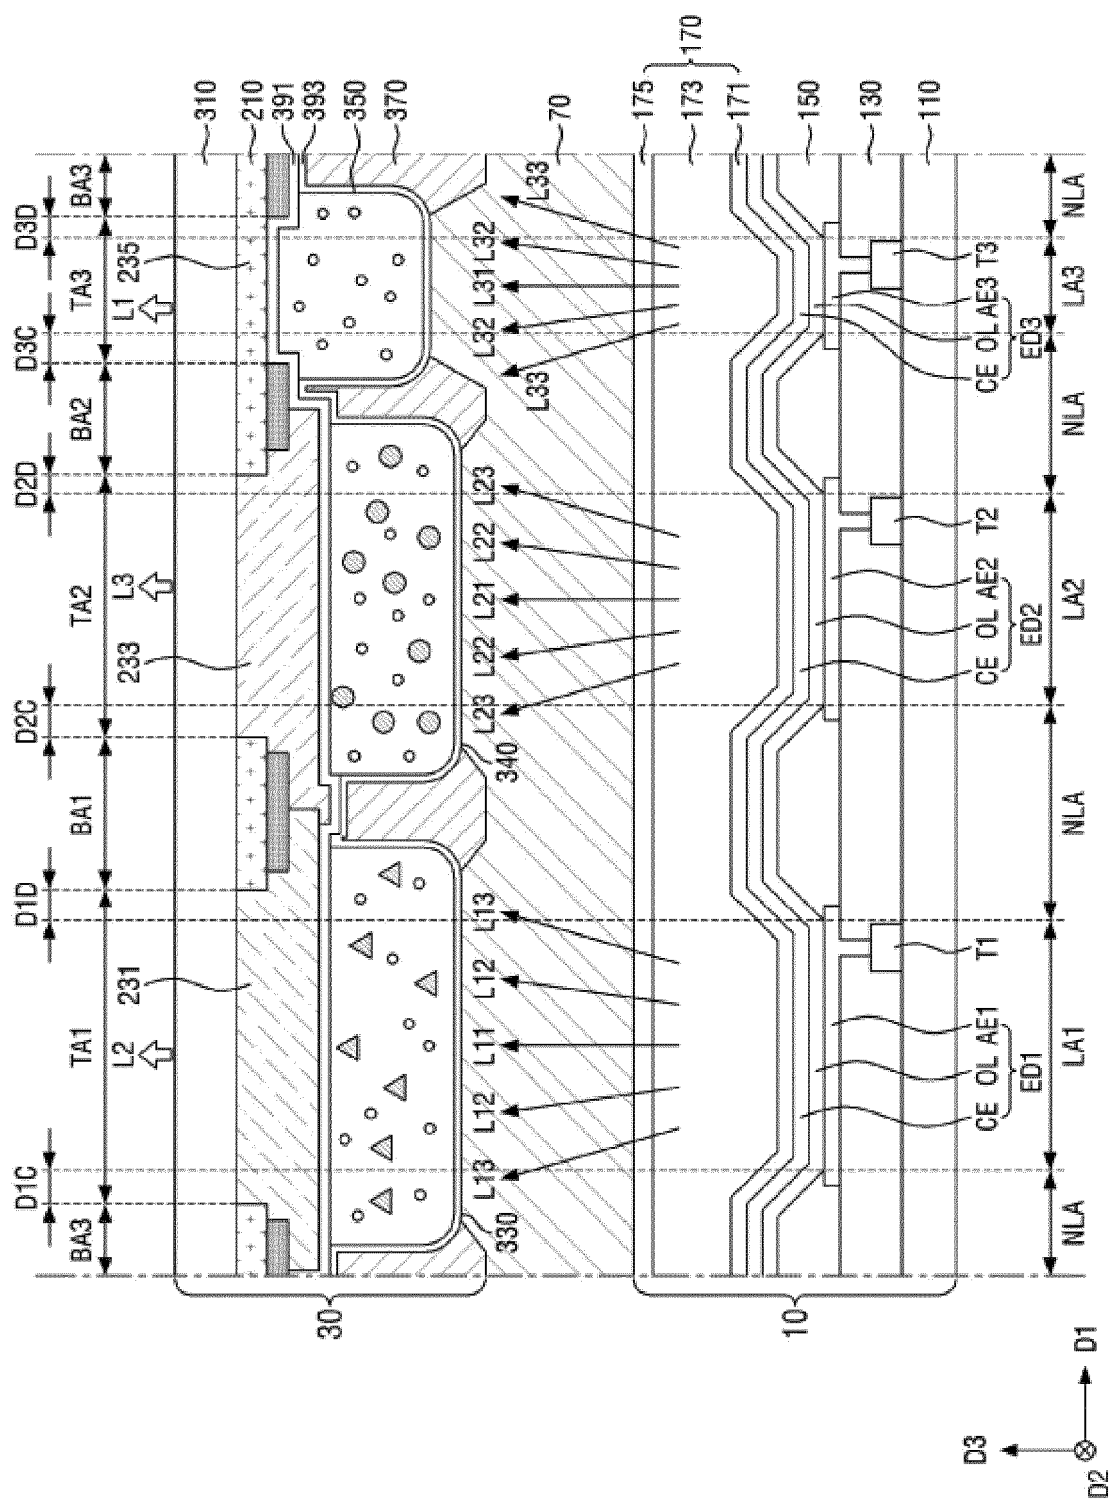 D1C D1D D2C D2D D3C D3D
BA3 TA1 BA1 TA2 BA2 TA3 BA3
L2 231 233 L3 L1 235
310
210
391
393
350
370
70
175
173
171
170
150
130
110
30
330 340
L13 L12 L11 L12 L13
L23 L22 L21 L22 L23
L33 L32 L31 L32 L33
10
CE OL AE1 T1
ED1
CE OL AE2 T2
ED2
CE OL AE3 T3
ED3
NLA LA1 NLA LA2 NLA LA3 NLA
D3
D2 D1